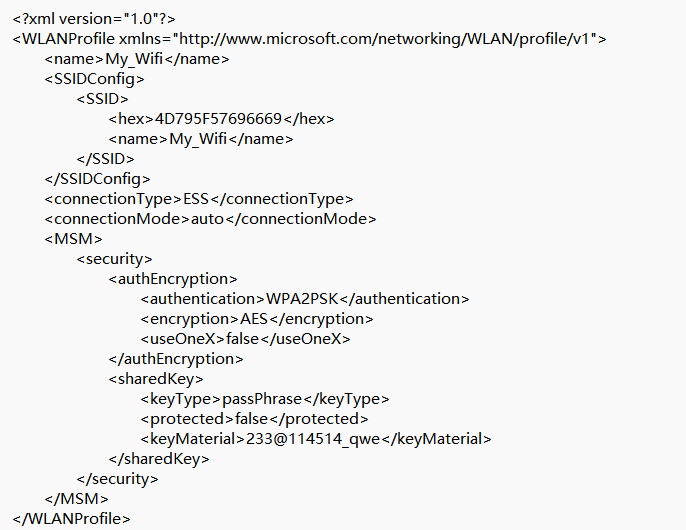 <?xml version="1.0"?>
<WLANProfile xmlns="http://www.microsoft.com/networking/WLAN/profile/v1">
<name>My_Wifi</name>
<SSIDConfig>
<SSID>
<hex>4D795F57696669</hex>
<name>My_Wifi</name>
</SSID>
</SSIDConfig>
<connectionType>ESS</connectionType>
<connectionMode>auto</connectionMode>
<MSM>
<security>
<authEncryption>
<authentication>WPA2PSK</authentication>
<encryption>AES</encryption>
<useOneX>false</useOneX>
</authEncryption>
<sharedKey>
<keyType>passPhrase</keyType>
<protected>false</protected>
<keyMaterial>233@114514_qwe</keyMaterial>
</sharedKey>
</security>
</MSM>
</WLANProfile>